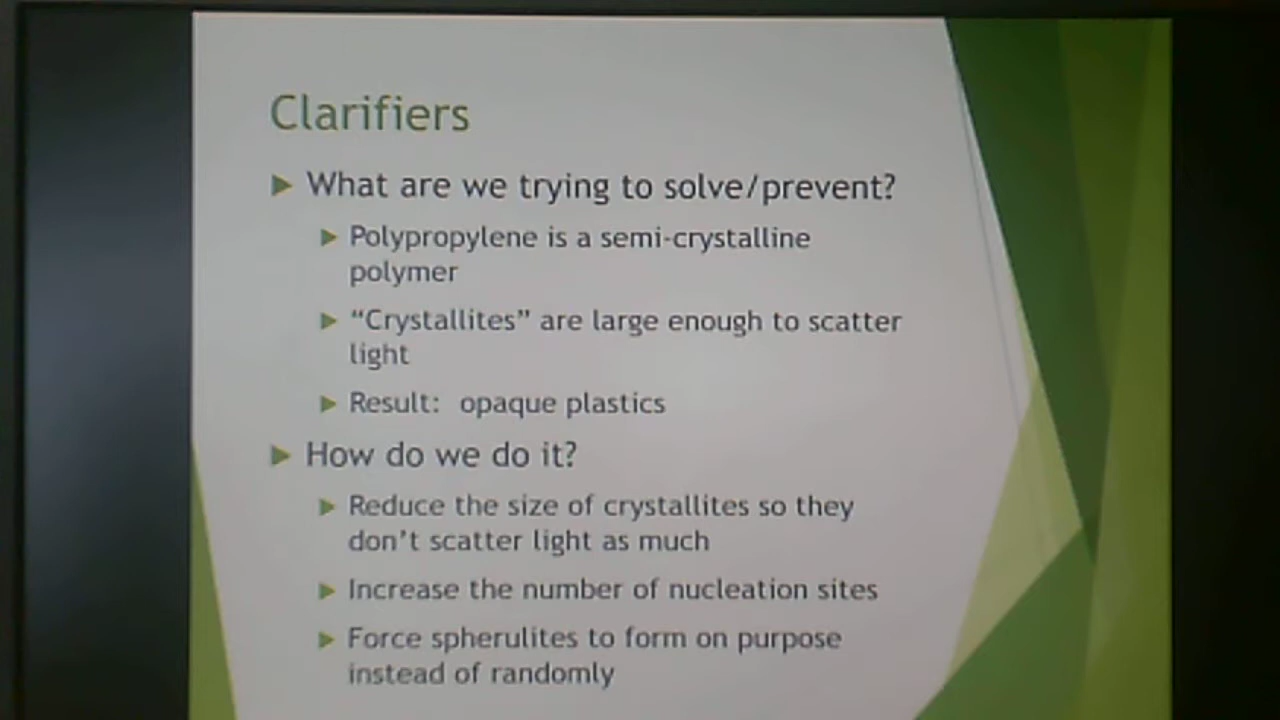 Clarifiers
What are we trying to solve/prevent?
Polypropylene is a semi-crystalline
polymer
“Crystallites” are large enough to scatter
light
Result: opaque plastics
How do we do it?
Reduce the size of crystallites so they
don’t scatter light as much
Increase the number of nucleation sites
Force spherulites to form on purpose
instead of randomly